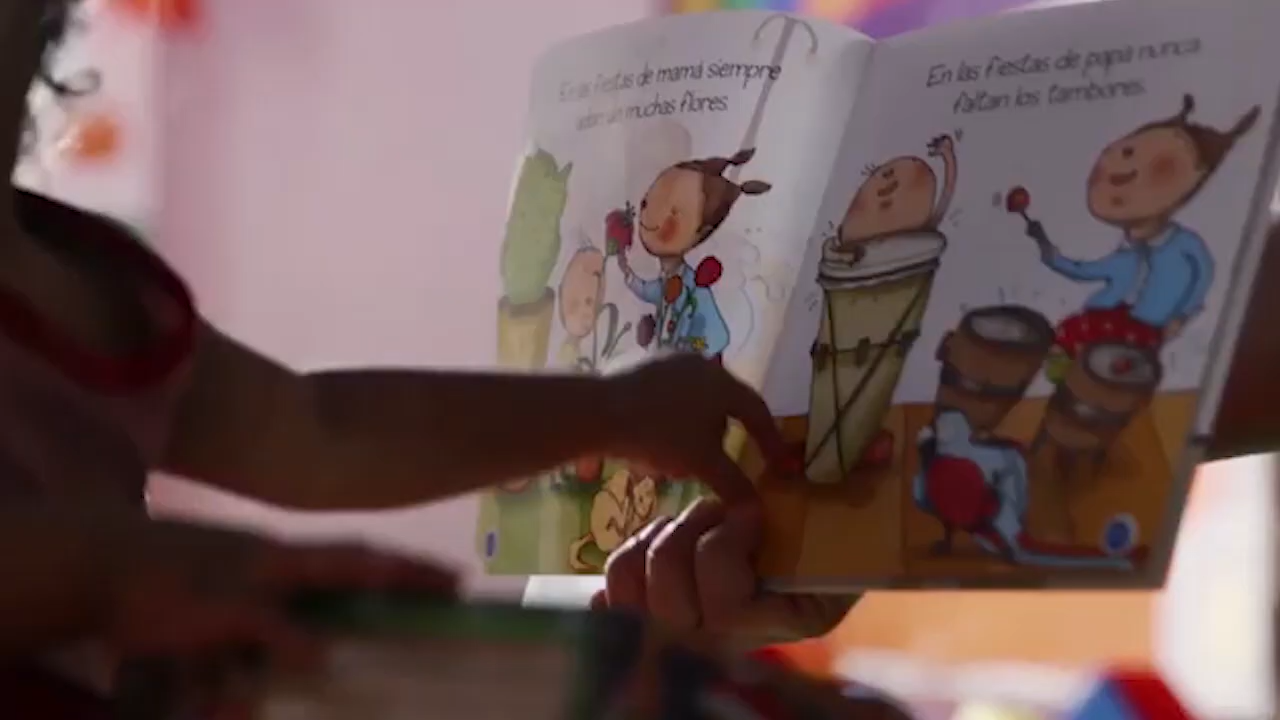 En las fiestas de mamá siempre
muchas flores.
En las fiestas de papá nunca
faltan los tambores.